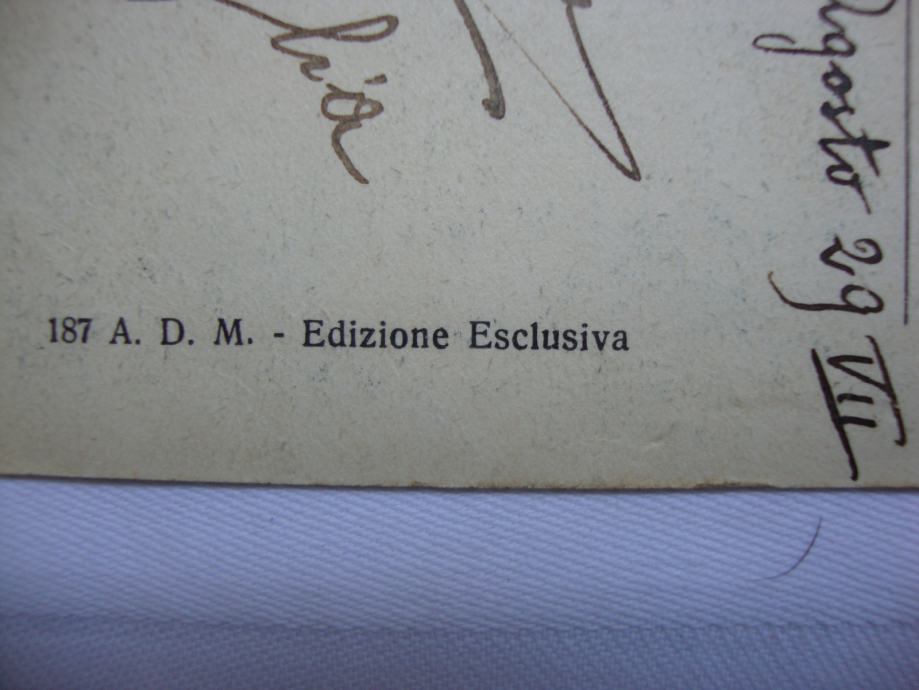 187 A. D. M. - Edizione Esclusiva
Agosto 29 VII